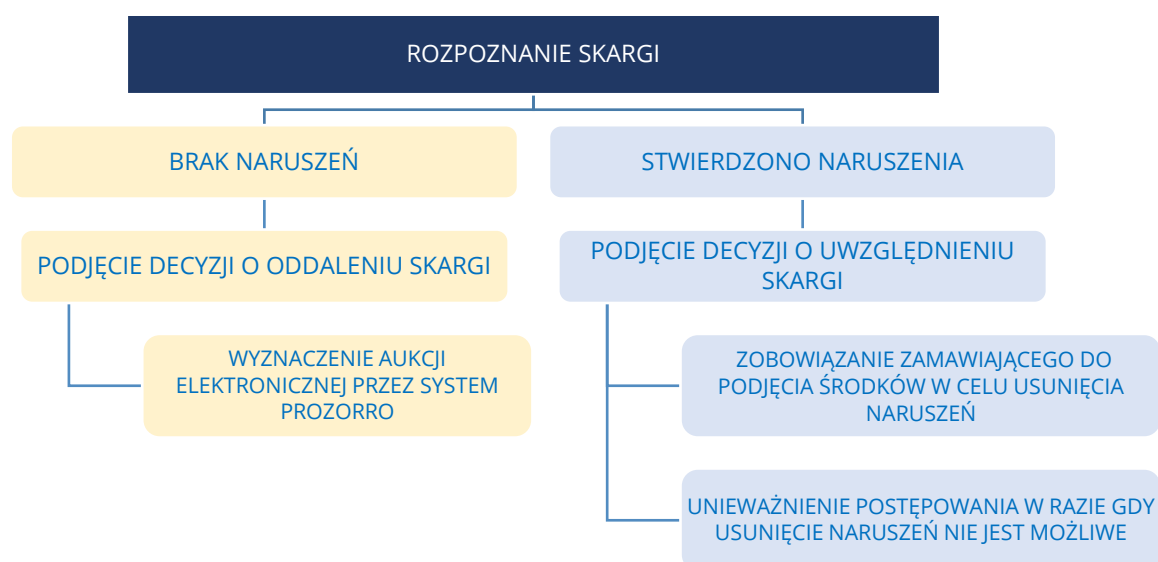 ROZPOZNANIE SKARGI
BRAK NARUSZEŃ
STWIERDZONO NARUSZENIA
PODJĘCIE DECYZJI O ODDALENIU SKARGI
PODJĘCIE DECYZJI O UWZGLĘDNIENIU
SKARGI
WYZNACZENIE AUKCJI
ELEKTRONICZNEJ PRZEZ SYSTEM
PROZORRO
ZOBOWIĄZANIE ZAMAWIAJĄCEGO DO
PODJĘCIA ŚRODKÓW W CELU USUNIĘCIA
NARUSZEŃ
UNIEWAŻNIENIE POSTĘPOWANIA W RAZIE GDY
USUNIĘCIE NARUSZEŃ NIE JEST MOŻLIWE